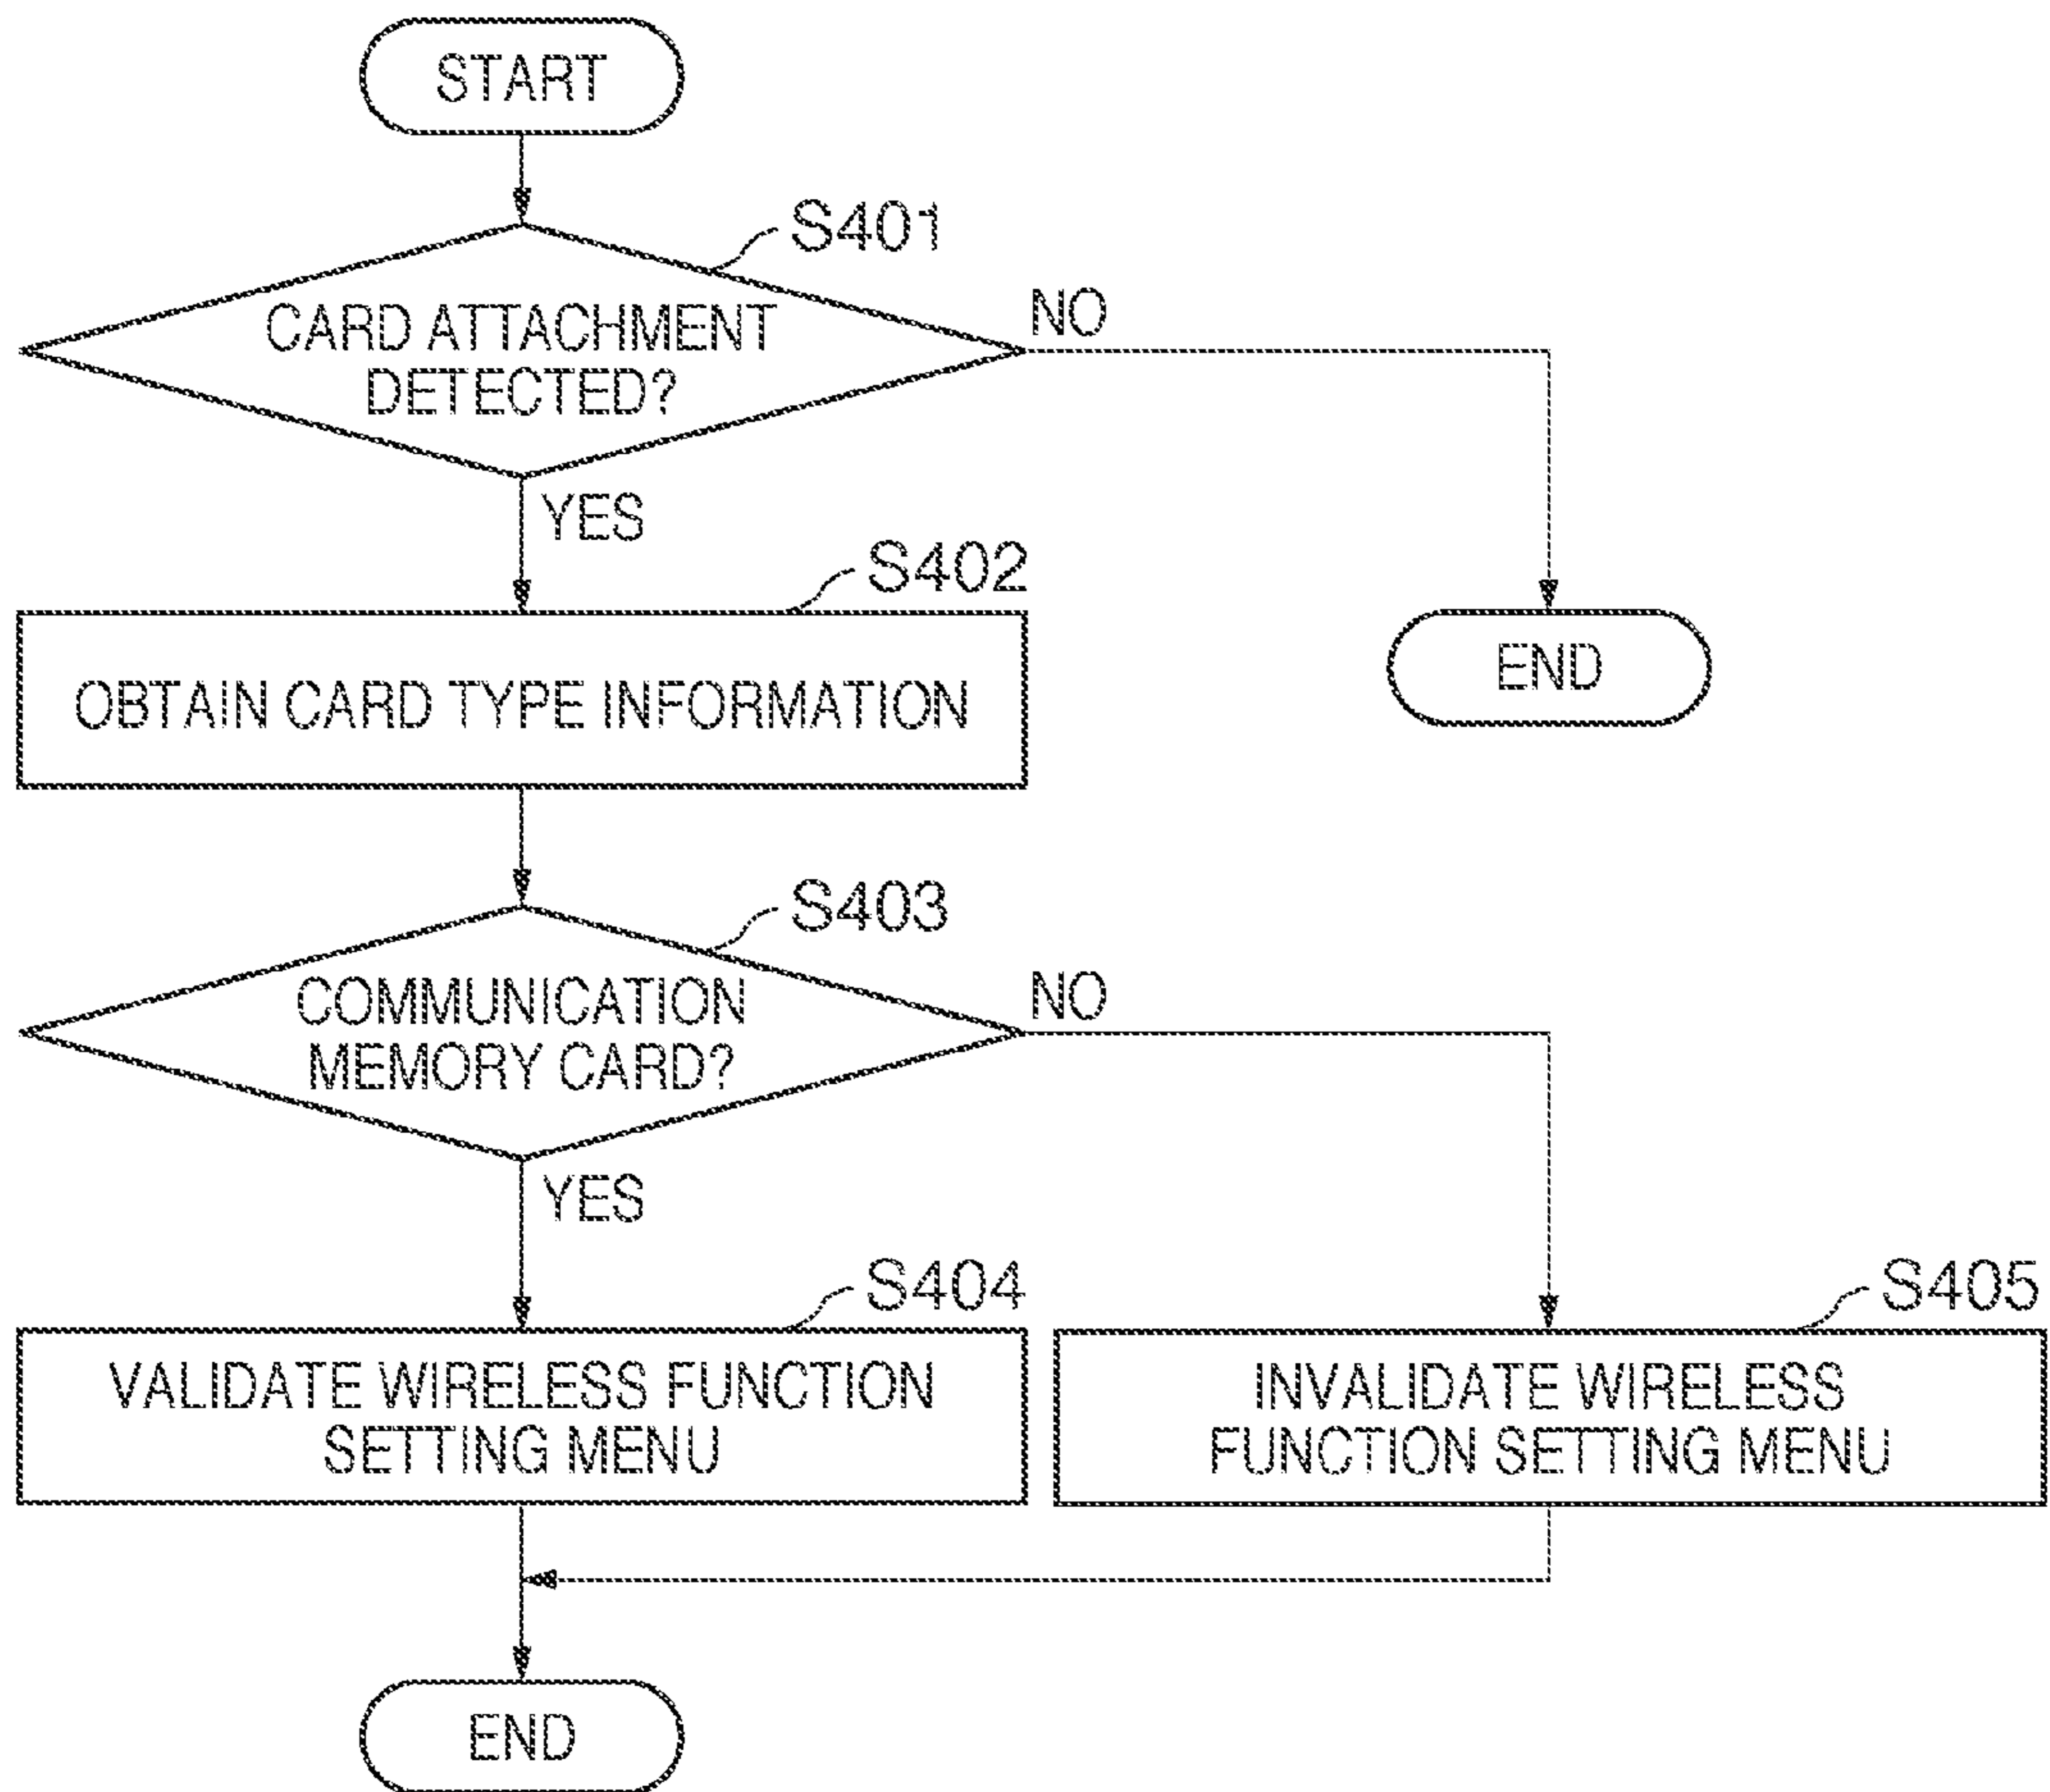 START
S401
CARD ATTACHMENT
DETECTED?
NO
YES
S402
OBTAIN CARD TYPE INFORMATION
END
S403
COMMUNICATION
MEMORY CARD?
NO
YES
S404
VALIDATE WIRELESS FUNCTION
SETTING MENU
S405
INVALIDATE WIRELESS
FUNCTION SETTING MENU
END